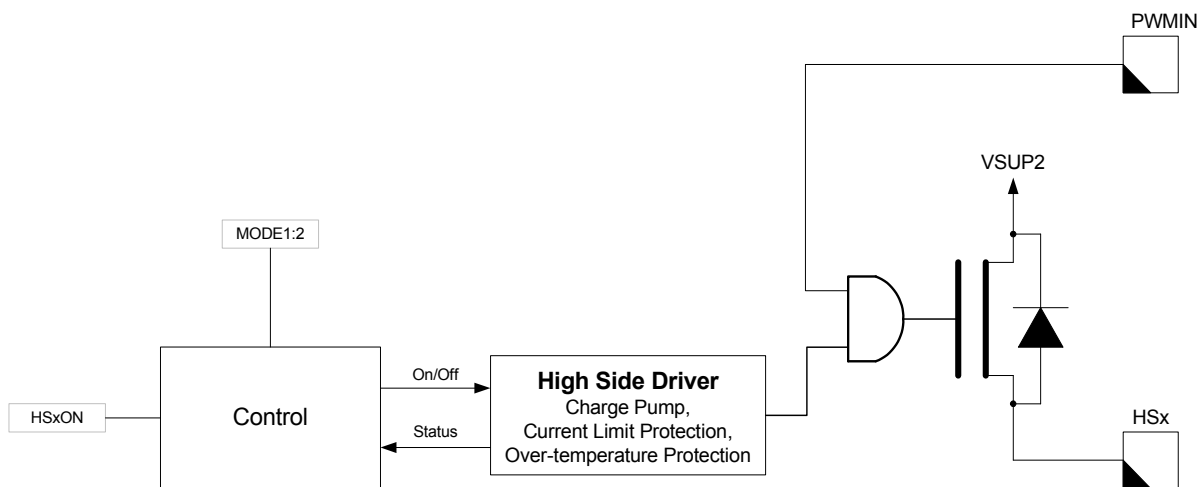 PWMIN
VSUP2
MODE1:2
On/Off
High Side Driver
Charge Pump,
Current Limit Protection,
Over-temperature Protection
HSxON
Control
Status
HSx